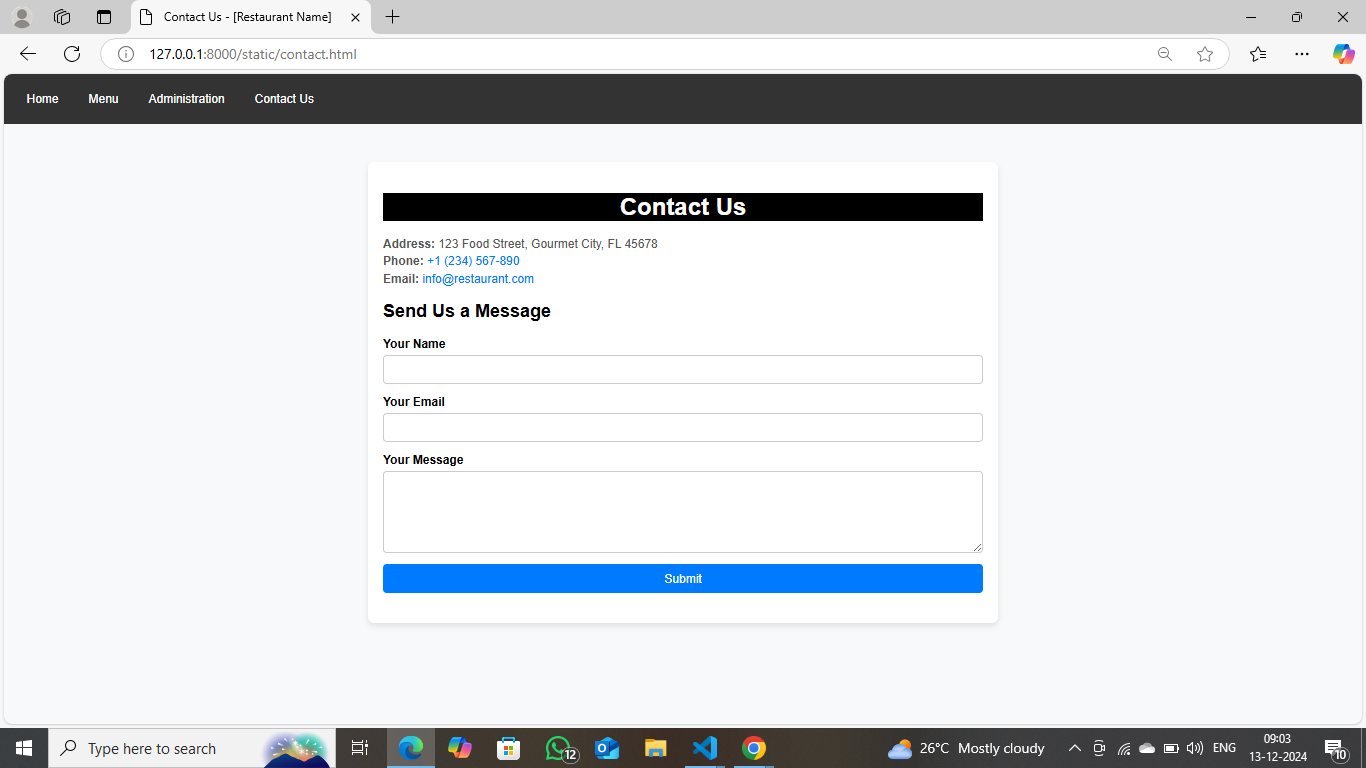 Contact Us - [Restaurant Name]
127.0.0.1:8000/static/contact.html
Home Menu Administration Contact Us
Contact Us
Address: 123 Food Street, Gourmet City, FL 45678
Phone: +1 (234) 567-890
Email: info@restaurant.com
Send Us a Message
Your Name
Your Email
Your Message
Submit
Type here to search
12
26°C Mostly cloudy
ENG
09:03
13-12-2024
10